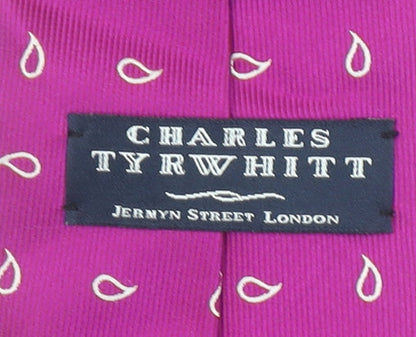 CHARLES
TYRWHITT
JERMYN STREET LONDON